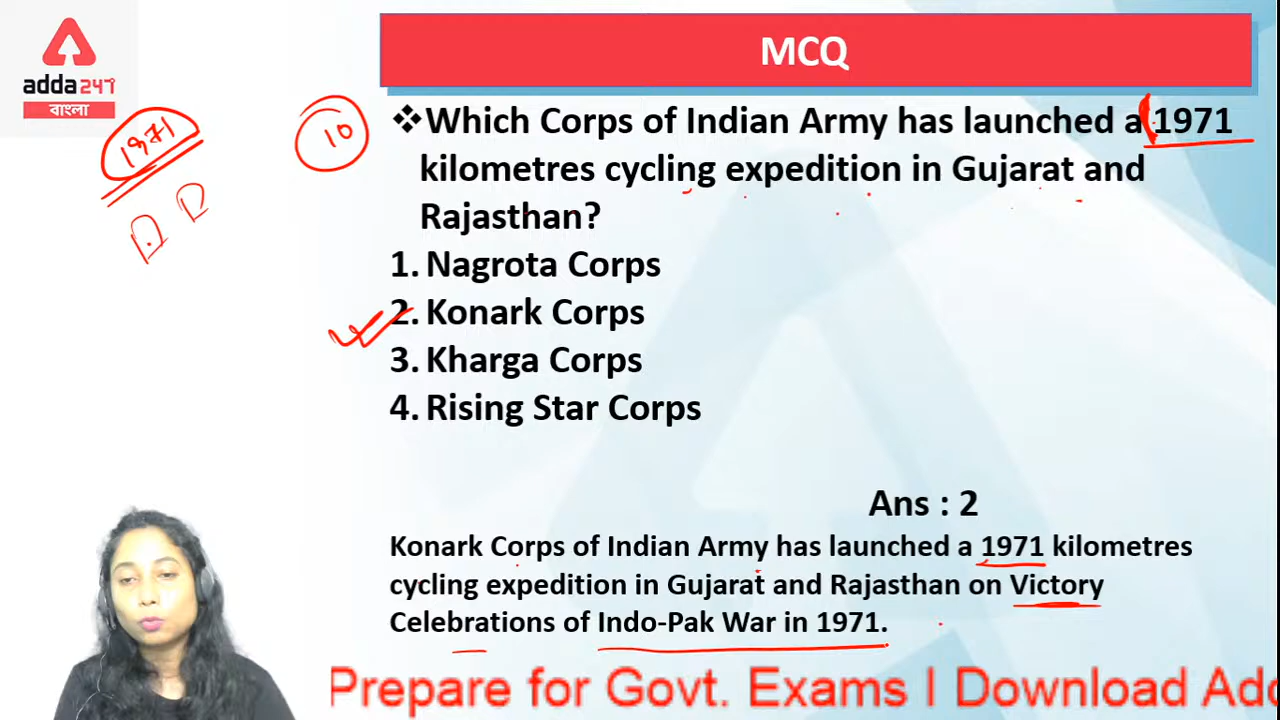 adda247
বাংলা
MCQ
১৯৭১
10
❖Which Corps of Indian Army has launched a 1971
kilometres cycling expedition in Gujarat and
Rajasthan?
1. Nagrota Corps
2. Konark Corps
3. Kharga Corps
4. Rising Star Corps
Ans : 2
Konark Corps of Indian Army has launched a 1971 kilometres
cycling expedition in Gujarat and Rajasthan on Victory
Celebrations of Indo-Pak War in 1971.
Prepare for Govt. Exams I Download Add